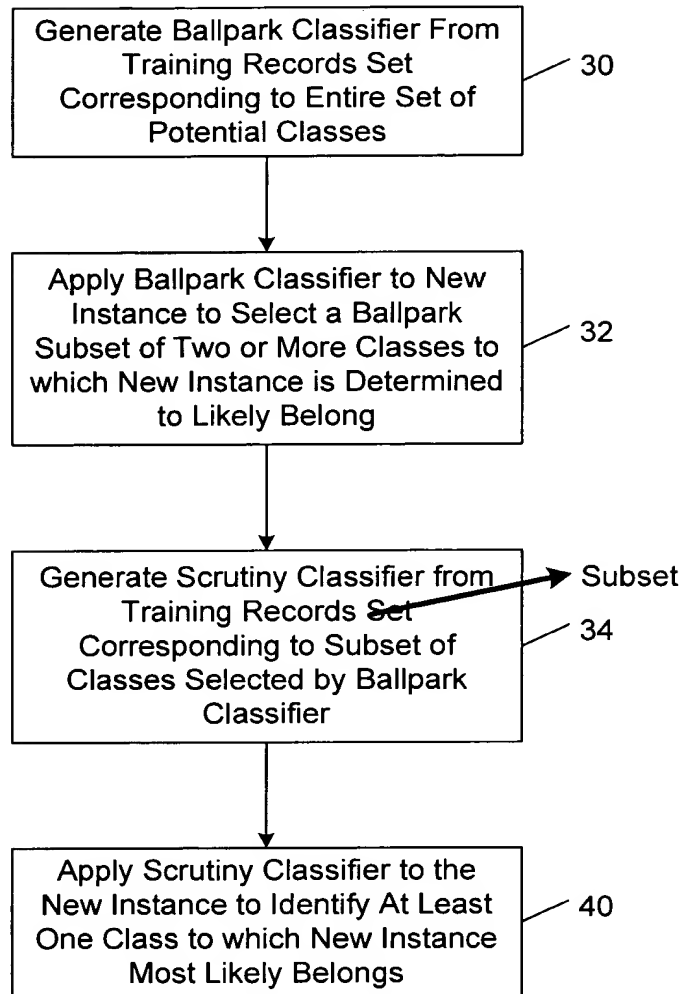 Generate Ballpark Classifier From
Training Records Set
Corresponding to Entire Set of
Potential Classes
30
Apply Ballpark Classifier to New
Instance to Select a Ballpark
Subset of Two or More Classes to
which New Instance is Determined
to Likely Belong
32
Generate Scrutiny Classifier from
Training Records Set
Corresponding to Subset of
Classes Selected by Ballpark
Classifier
Subset
34
Apply Scrutiny Classifier to the
New Instance to Identify At Least
One Class to which New Instance
Most Likely Belongs
40